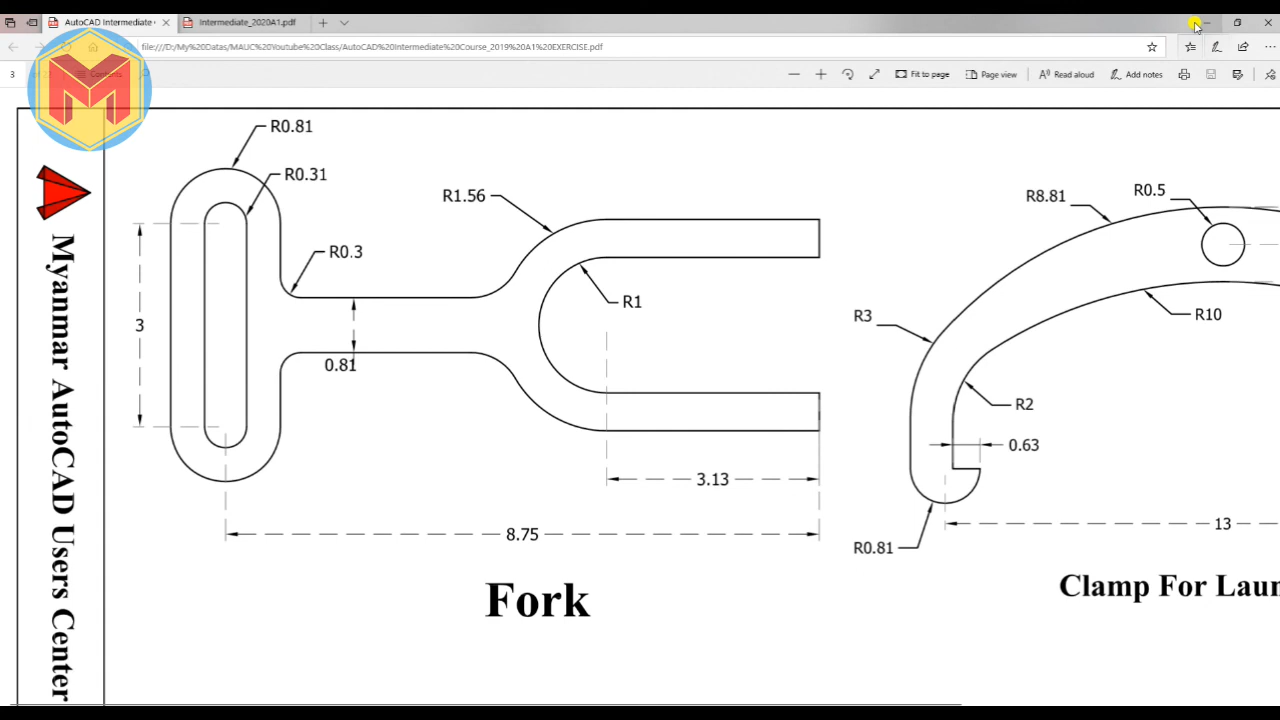 AutoCAD Intermediate
Intermediate_2020A1.pdf
file:///D:/My%20Datas/MAUC%20Youtube%20Class/AutoCAD%20Intermediate%20Course_2019%20A1%20EXERCISE.pdf
3
Contents
Fit to page
Page view
Read aloud
Add notes
M
Myanmar AutoCAD Users Center
R0.81
R0.31
R1.56
R0.3
R1
3
0.81
3.13
8.75
Fork
R8.81
R0.5
R3
R10
R2
0.63
13
R0.81
Clamp For Laun